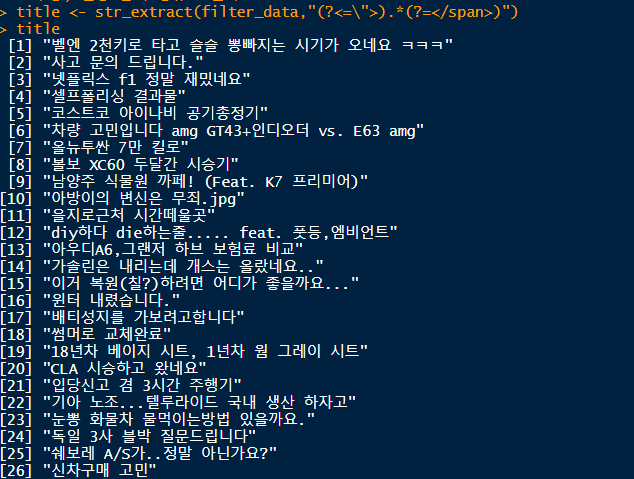 > title <- str_extract(filter_data,"(?<=\">).*(?=</span>)")
> title
[1] "벨엔 2천키로 타고 슬슬 뽕빠지는 시기가 오네요 ㅋㅋㅋ"
[2] "사고 문의 드립니다."
[3] "넷플릭스 f1 정말 재밌네요"
[4] "셀프폴리싱 결과물"
[5] "코스트코 아이나비 공기충정기"
[6] "차량 고민입니다 amg GT43+인디오더 vs. E63 amg"
[7] "올뉴투싼 7만 킬로"
[8] "볼보 XC60 두달간 시승기"
[9] "남양주 식물원 까페! (Feat. K7 프리미어)"
[10] "아방이의 변신은 무죄.jpg"
[11] "을지로근처 시간떼울곳"
[12] "diy하다 die하는줄..... feat. 풋등,엠비언트"
[13] "아우디A6,그랜저 하브 보험료 비교"
[14] "가솔린은 내리는데 개스는 올랐네요.."
[15] "이거 복원(칠?)하려면 어디가 좋을까요..."
[16] "윈터 내렸습니다."
[17] "배티성지를 가보려고합니다"
[18] "썸머로 교체완료"
[19] "18년차 베이지 시트, 1년차 웜 그레이 시트"
[20] "CLA 시승하고 왔네요"
[21] "입당신고 겸 3시간 주행기"
[22] "기아 노조...텔루라이드 국내 생산 하자고"
[23] "눈뽕 화물차 물먹이는방법 있을까요."
[24] "독일 3사 블박 질문드립니다"
[25] "쉐보레 A/S가..정말 아닌가요?"
[26] "신차구매 고민"